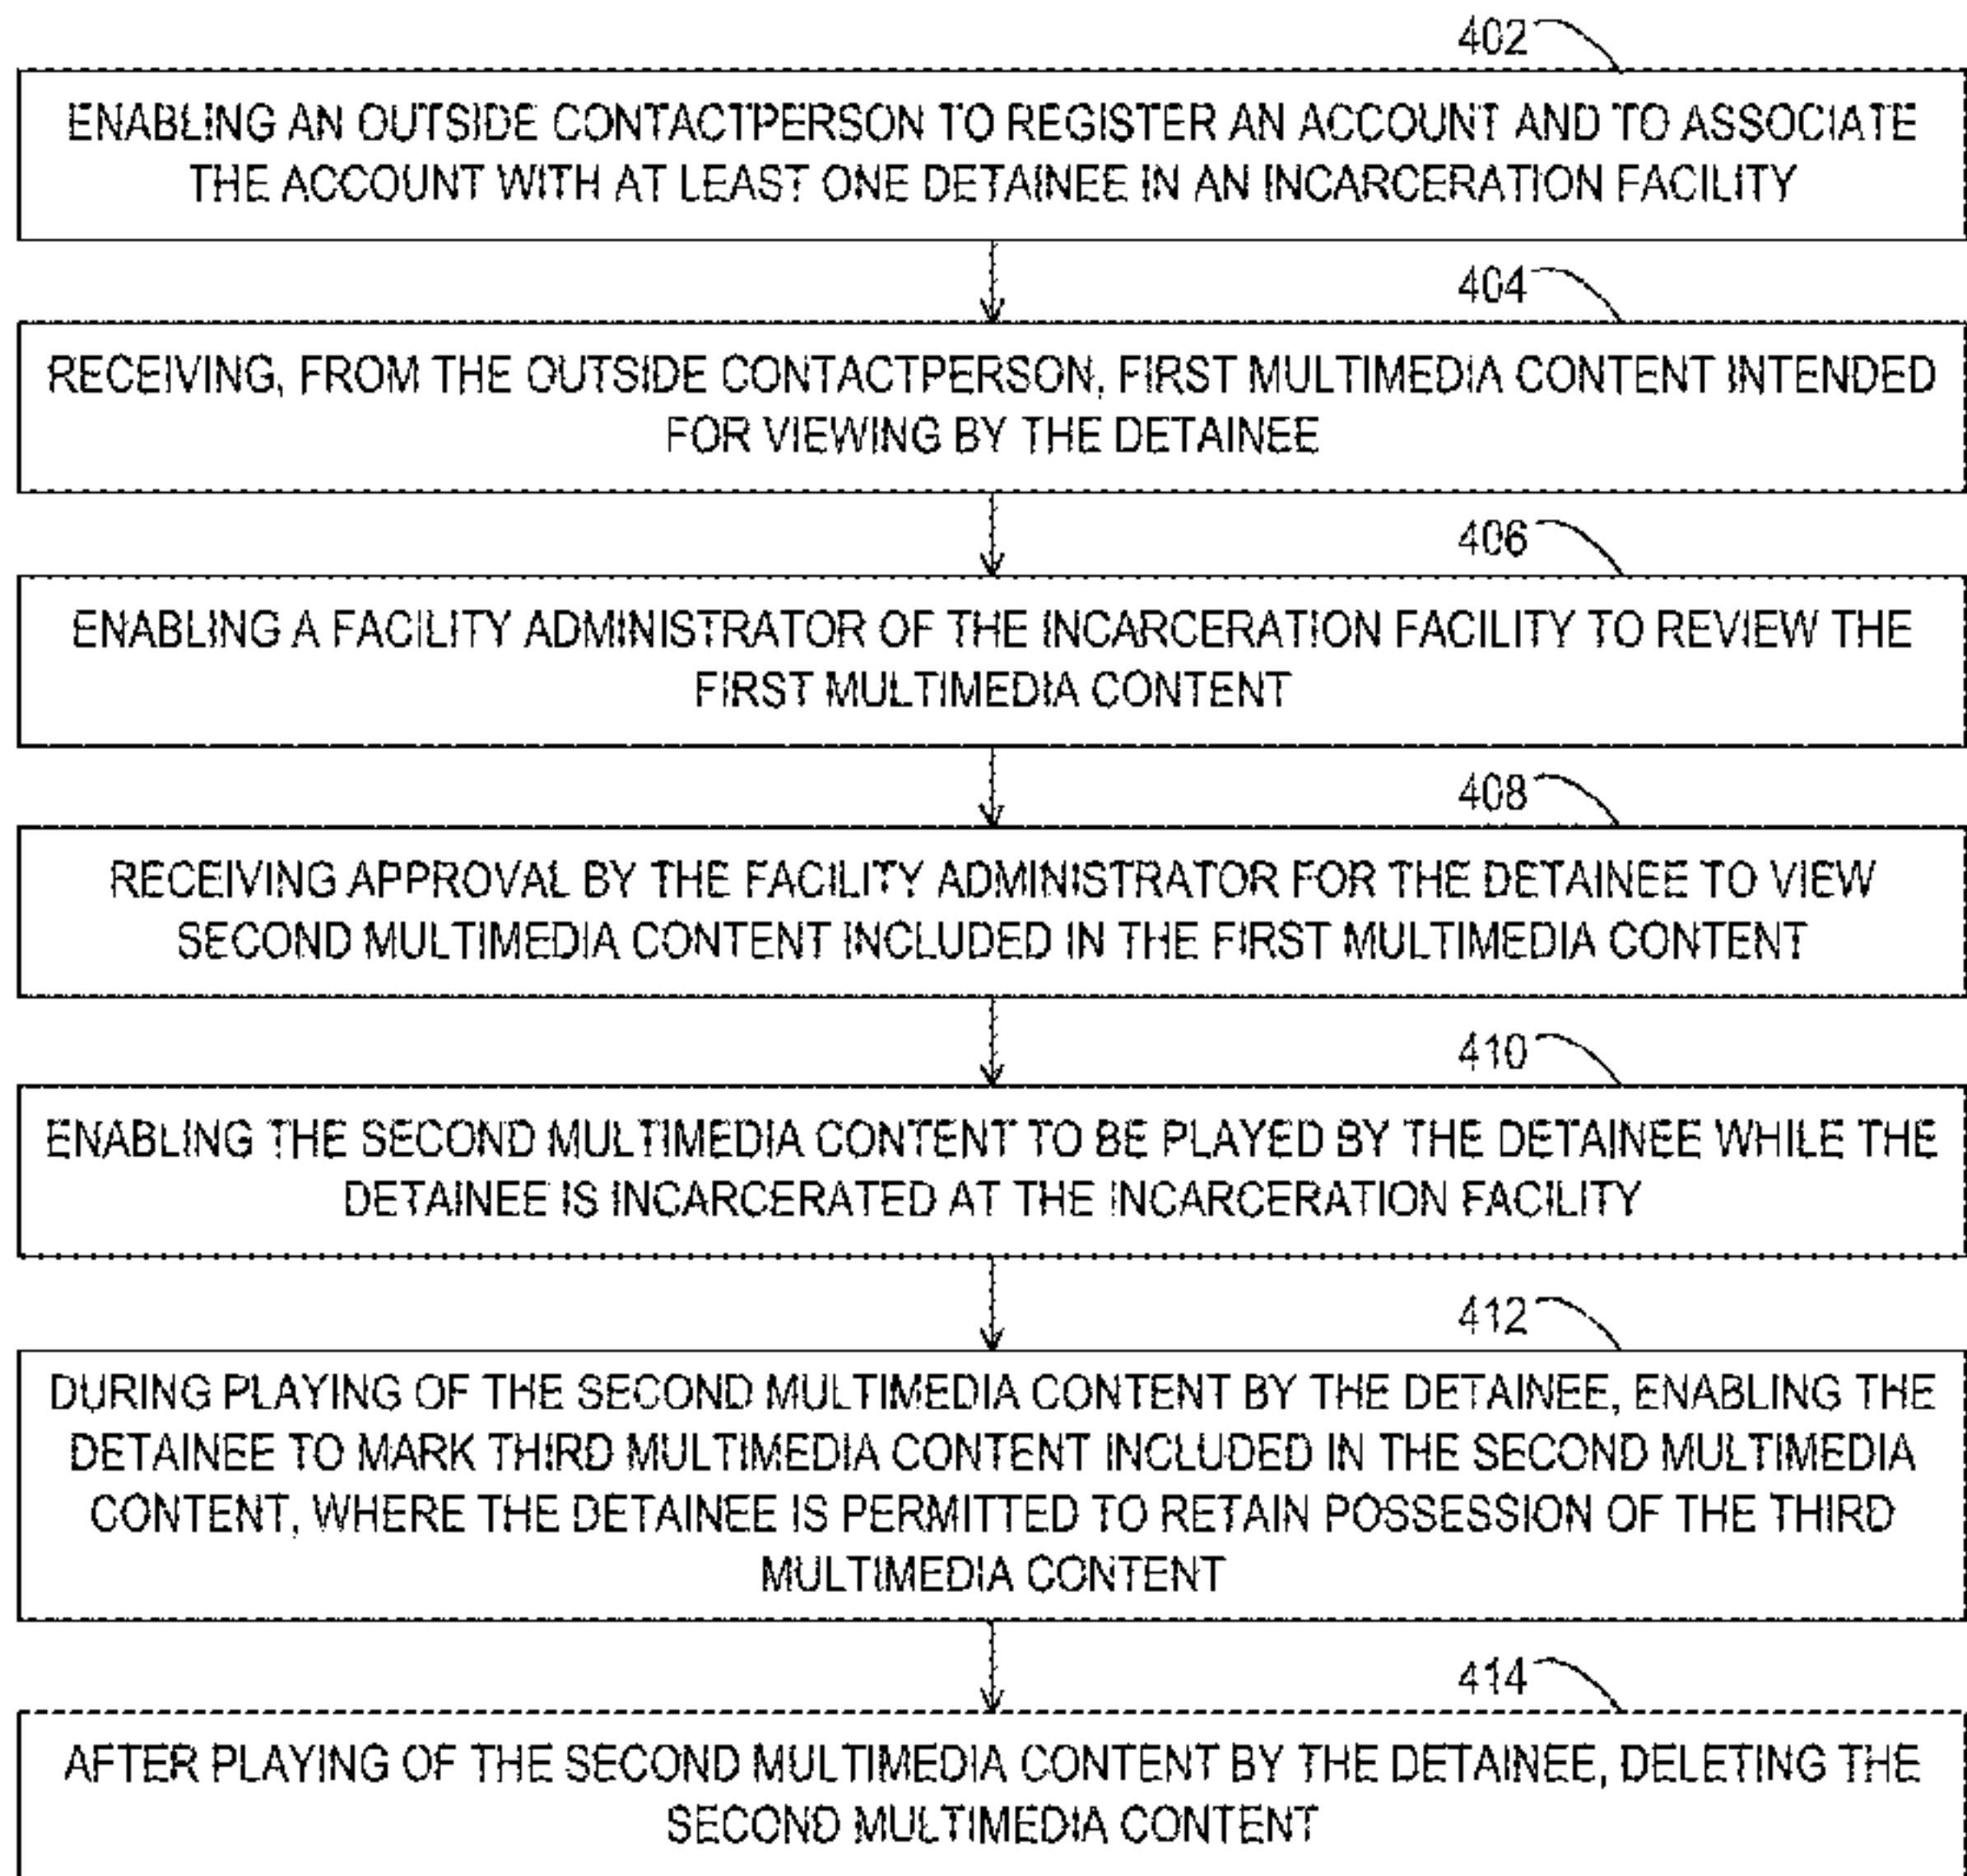 402
ENABLING AN OUTSIDE CONTACTPERSON TO REGISTER AN ACCOUNT AND TO ASSOCIATE
THE ACCOUNT WITH AT LEAST ONE DETAINEE IN AN INCARCERATION FACILITY
404
RECEIVING, FROM THE OUTSIDE CONTACTPERSON, FIRST MULTIMEDIA CONTENT INTENDED
FOR VIEWING BY THE DETAINEE
406
ENABLING A FACILITY ADMINISTRATOR OF THE INCARCERATION FACILITY TO REVIEW THE
FIRST MULTIMEDIA CONTENT
408
RECEIVING APPROVAL BY THE FACILITY ADMINISTRATOR FOR THE DETAINEE TO VIEW
SECOND MULTIMEDIA CONTENT INCLUDED IN THE FIRST MULTIMEDIA CONTENT
410
ENABLING THE SECOND MULTIMEDIA CONTENT TO BE PLAYED BY THE DETAINEE WHILE THE
DETAINEE IS INCARCERATED AT THE INCARCERATION FACILITY
412
DURING PLAYING OF THE SECOND MULTIMEDIA CONTENT BY THE DETAINEE, ENABLING THE
DETAINEE TO MARK THIRD MULTIMEDIA CONTENT INCLUDED IN THE SECOND MULTIMEDIA
CONTENT, WHERE THE DETAINEE IS PERMITTED TO RETAIN POSSESSION OF THE THIRD
MULTIMEDIA CONTENT
414
AFTER PLAYING OF THE SECOND MULTIMEDIA CONTENT BY THE DETAINEE, DELETING THE
SECOND MULTIMEDIA CONTENT